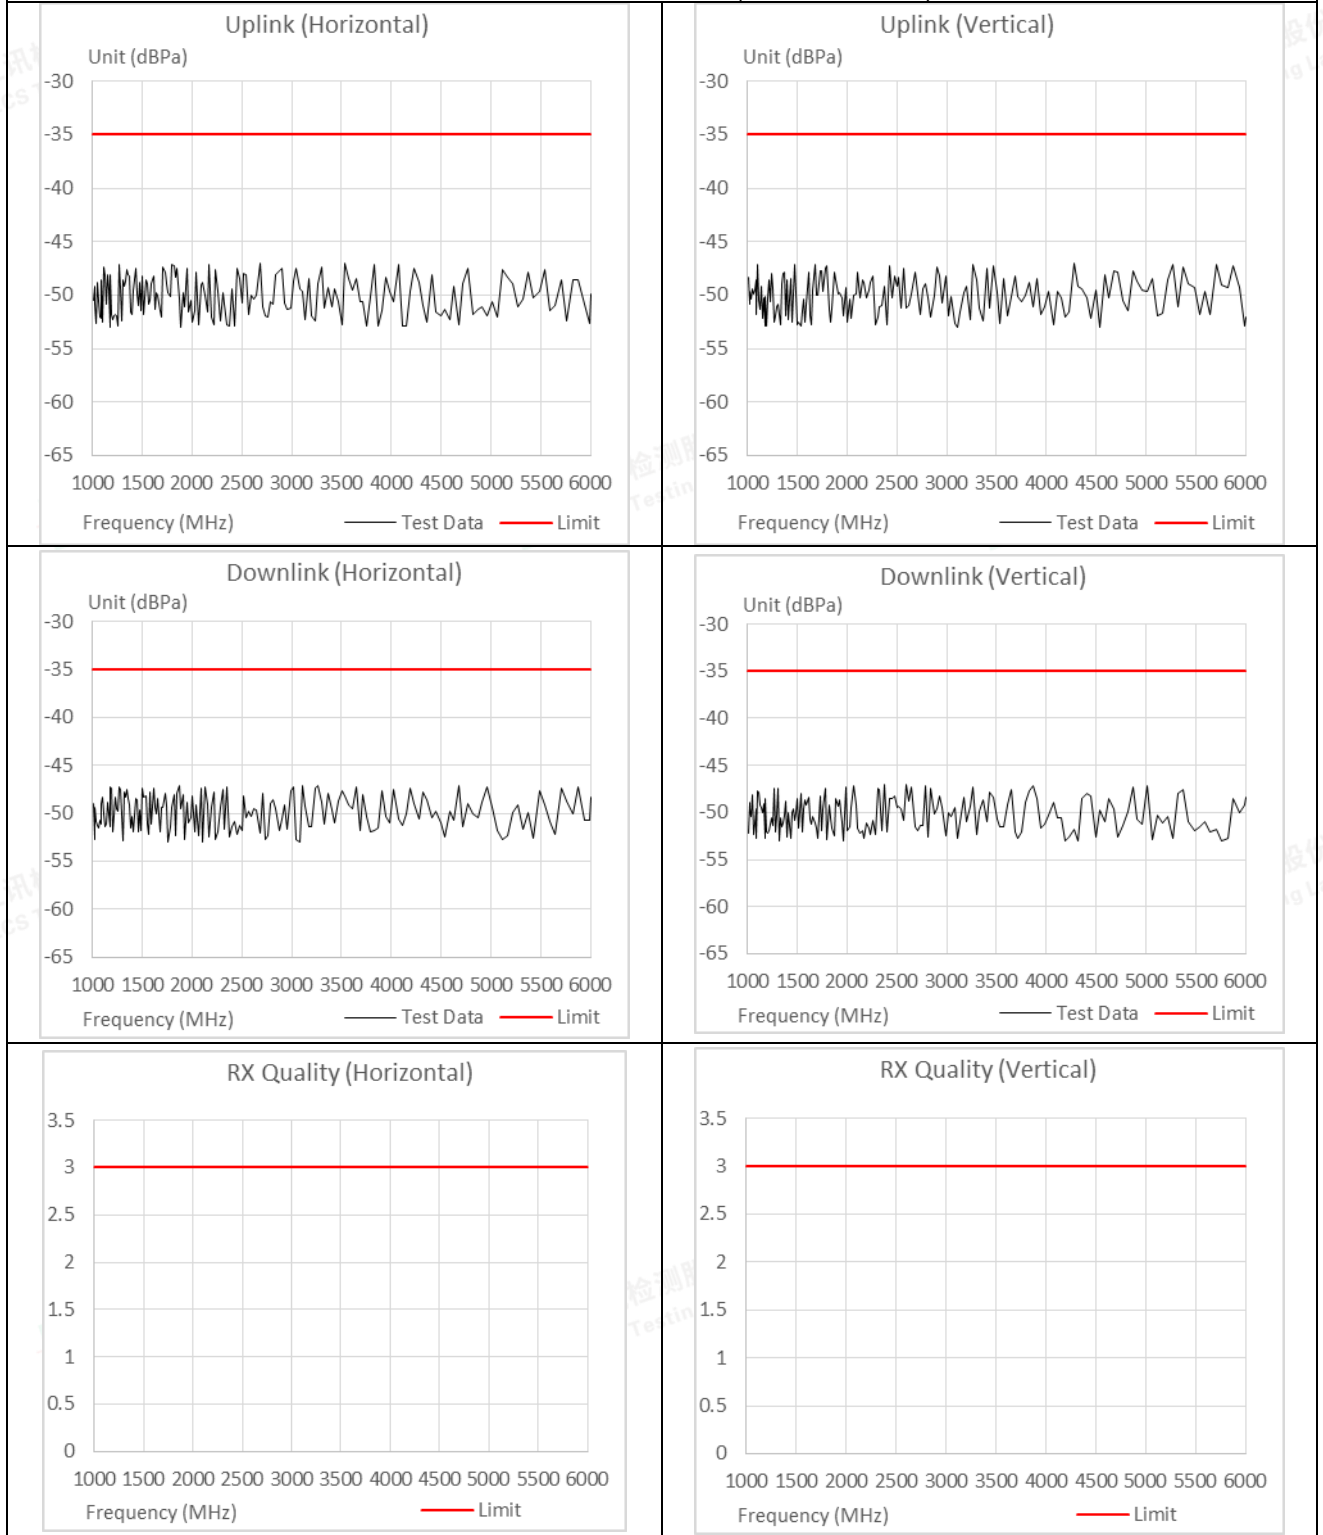 Uplink (Horizontal)
Unit (dBPa)
-30
-35
-40
-45
-50
-55
-60
-65
1000 1500 2000 2500 3000 3500 4000 4500 5000 5500 6000
Frequency (MHz)
Test Data
Limit
Uplink (Vertical)
Unit (dBPa)
-30
-35
-40
-45
-50
-55
-60
-65
1000 1500 2000 2500 3000 3500 4000 4500 5000 5500 6000
Frequency (MHz)
Test Data
Limit
检测
Testin
Downlink (Horizontal)
Unit (dBPa)
-30
-35
-40
-45
-50
-55
-60
-65
1000 1500 2000 2500 3000 3500 4000 4500 5000 5500 6000
Frequency (MHz)
Test Data
Limit
Downlink (Vertical)
Unit (dBPa)
-30
-35
-40
-45
-50
-55
-60
-65
1000 1500 2000 2500 3000 3500 4000 4500 5000 5500 6000
Frequency (MHz)
Test Data
Limit
RX Quality (Horizontal)
3.5
3
2.5
2
1.5
1
0.5
0
1000 1500 2000 2500 3000 3500 4000 4500 5000 5500 6000
Frequency (MHz)
Limit
RX Quality (Vertical)
3.5
3
2.5
2
1.5
1
0.5
0
1000 1500 2000 2500 3000 3500 4000 4500 5000 5500 6000
Frequency (MHz)
Limit
检测
Testin